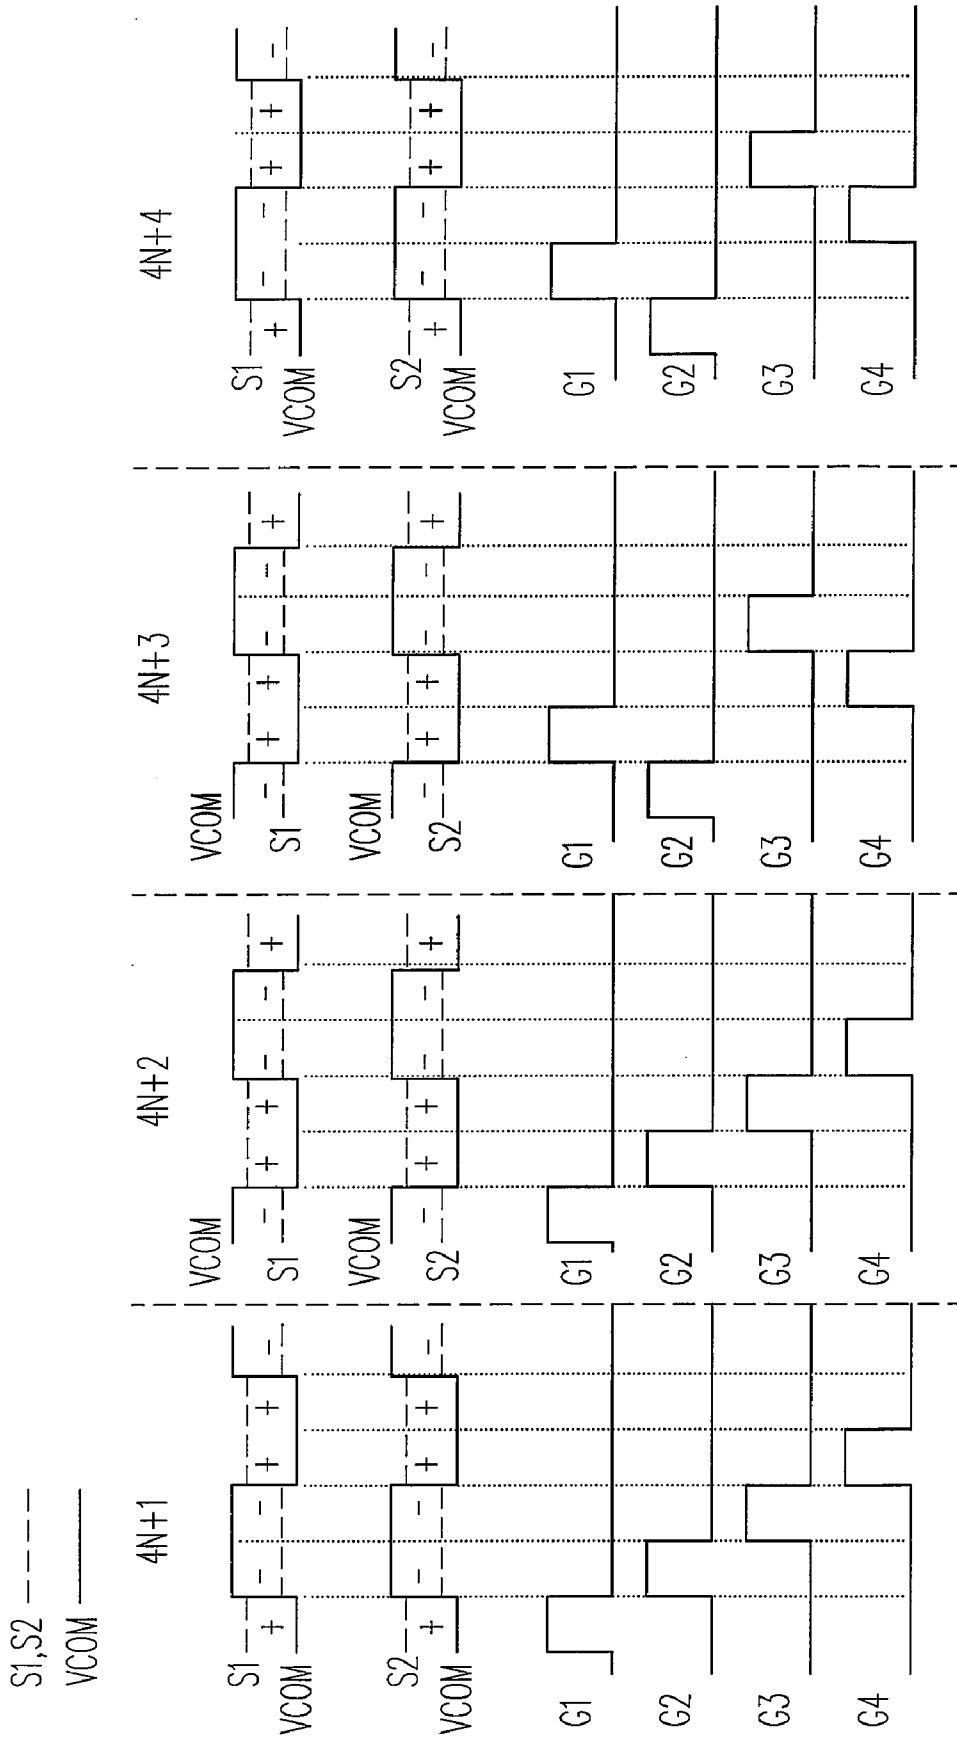 S1,S2
VCOM
4N+1
4N+2
4N+3
4N+4
S1
+
-
-
+
+
-
VCOM
VCOM
-
+
+
-
-
+
S1
VCOM
-
+
+
-
-
+
S1
S1
+
-
-
+
+
-
VCOM
S2
+
-
-
+
+
-
VCOM
VCOM
-
+
+
-
-
+
S2
VCOM
-
+
+
-
-
+
S2
S2
+
-
-
+
+
-
VCOM
G1
G1
G1
G1
G2
G2
G2
G2
G3
G3
G3
G3
G4
G4
G4
G4